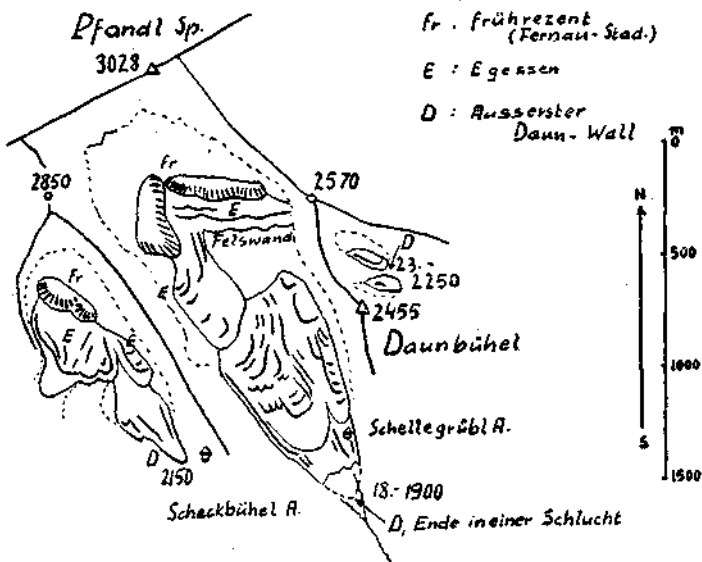 Pfandl Sp.
3028
Fr. Frührezent
(Fernau-Stad.)
E : Egessen
D : Äusserster
Daun-Wall
m
0
2850
Fr
2570
N
E
Felswand
D
23.-
2250
500
Fr
E
2455
E
E
Daunbühel
1000
Schellegrübl A.
S
D
2150
1500
18.-1900
Scheckbühel A.
D, Ende in einer Schlucht